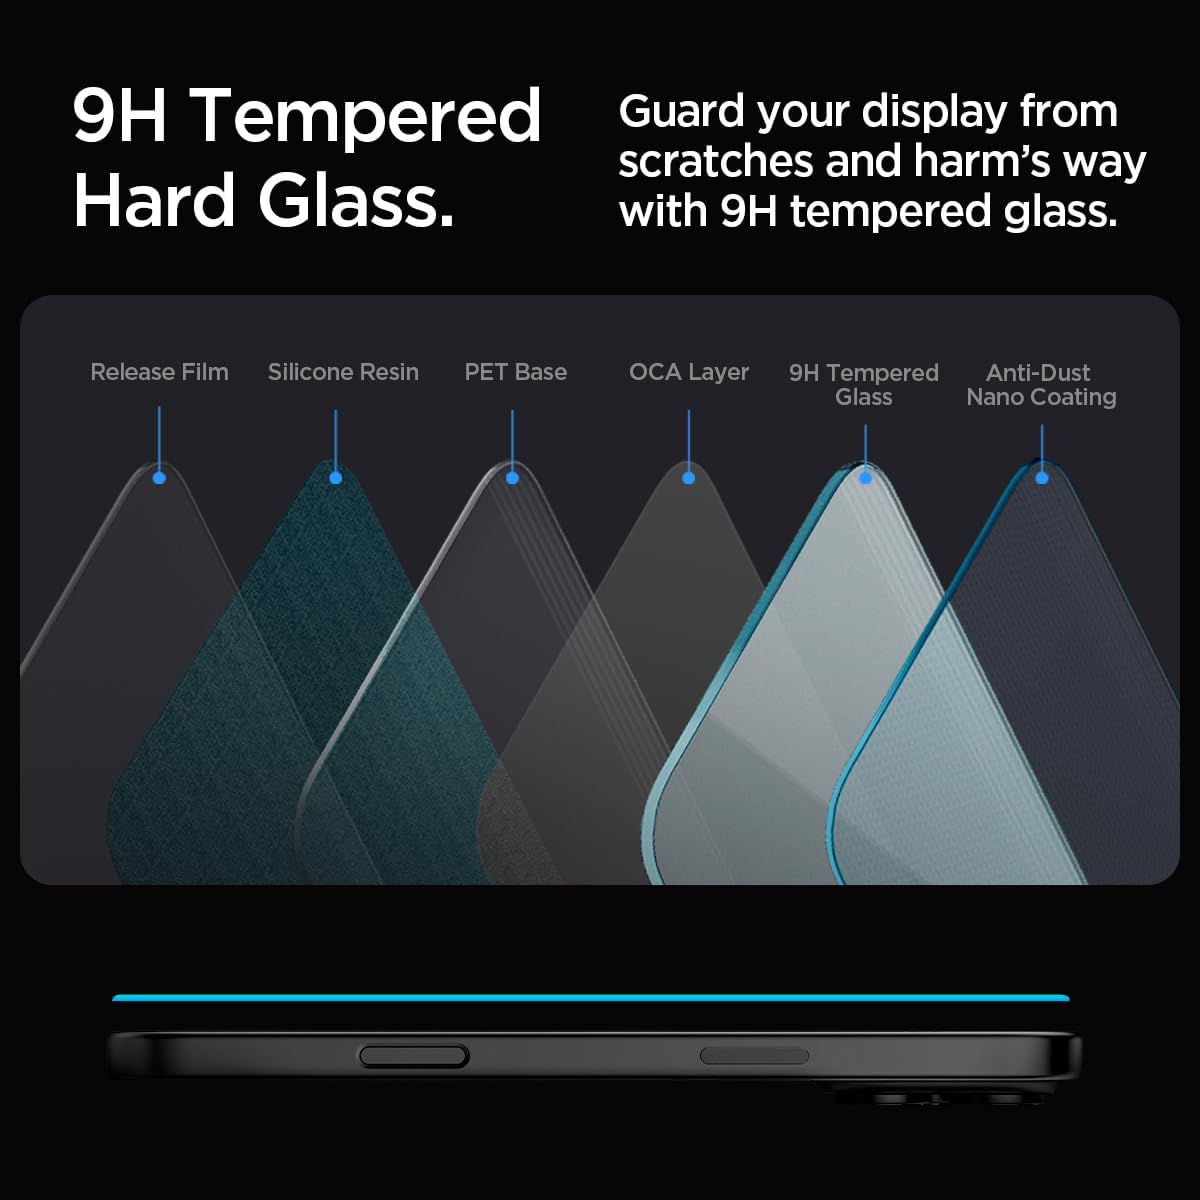 9H Tempered
Hard Glass.
Guard your display from
scratches and harm's way
with 9H tempered glass.
Release Film
Silicone Resin
PET Base
OCA Layer
9H Tempered
Glass
Anti-Dust
Nano Coating